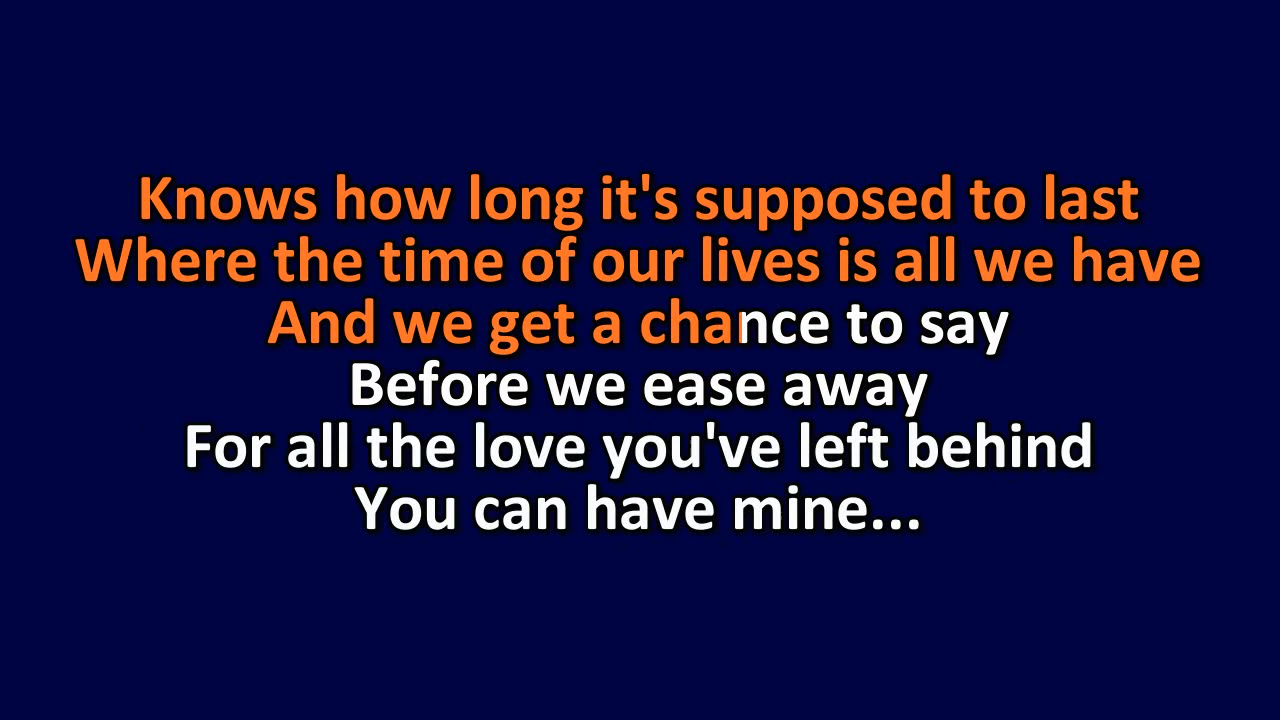 Knows how long it's supposed to last
Where the time of our lives is all we have
And we get a chance to say
Before we ease away
For all the love you've left behind
You can have mine...